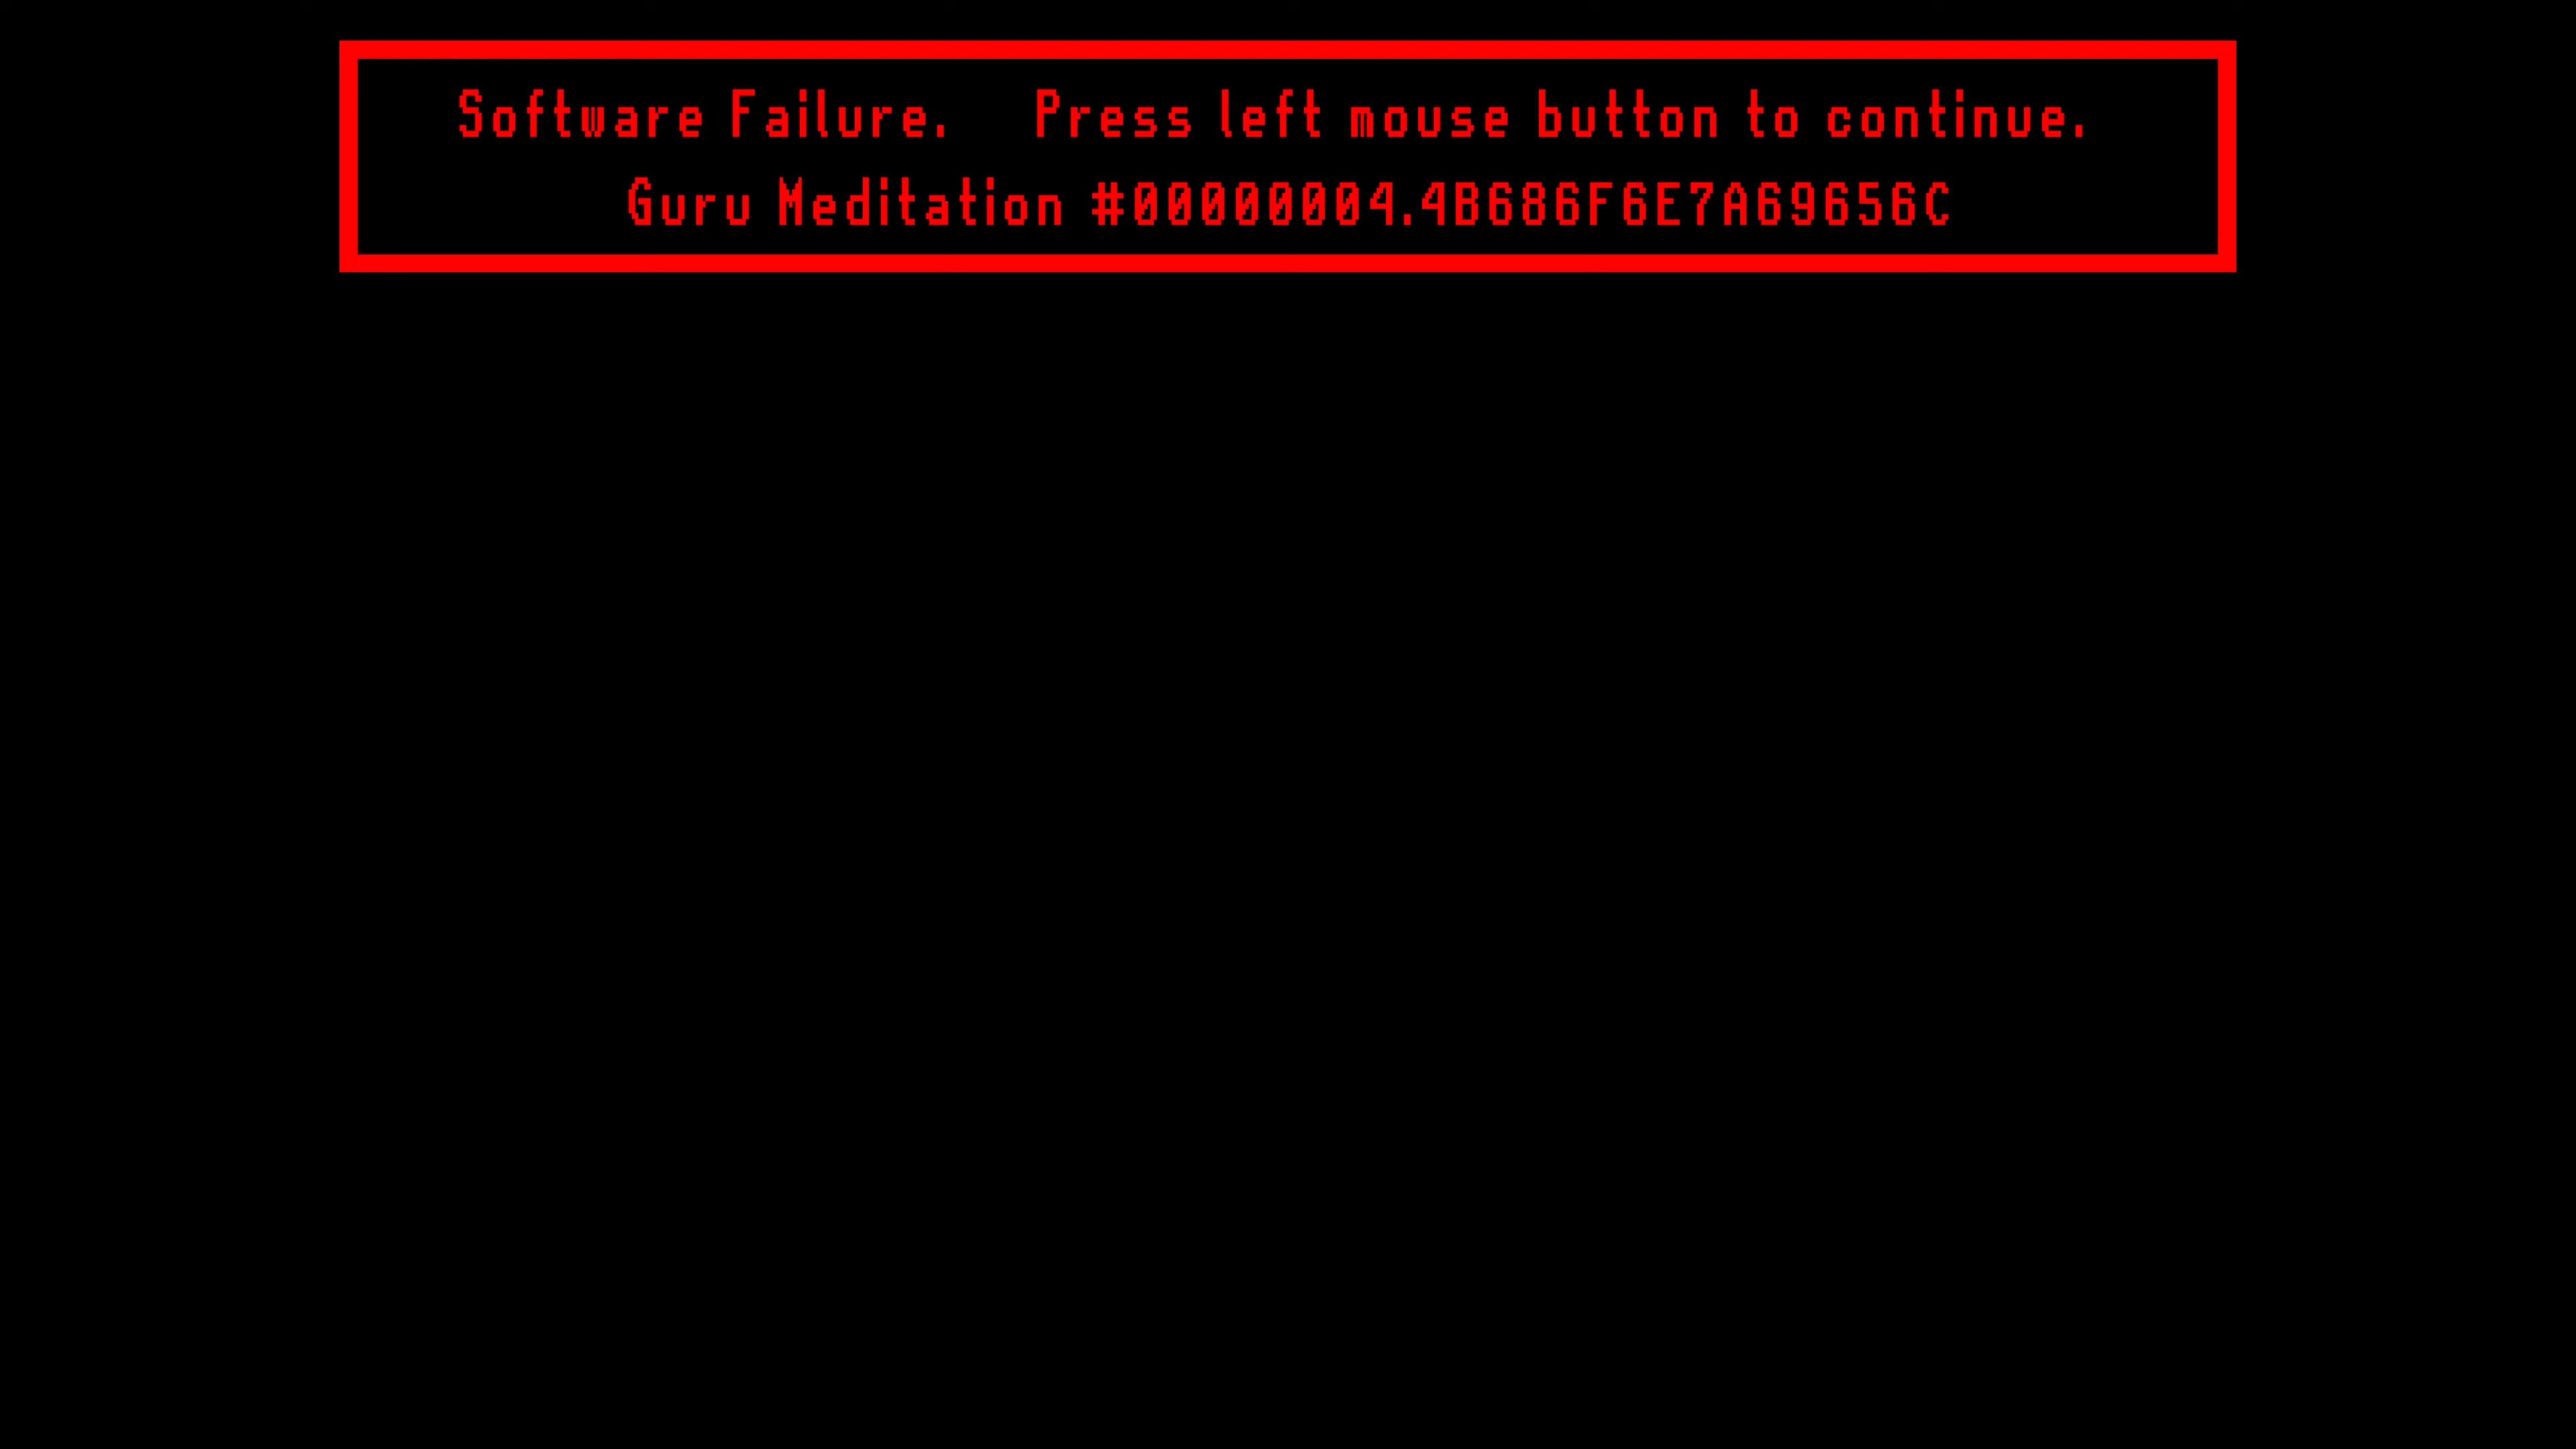 Software Failure.   Press left mouse button to continue.
Guru Meditation #00000004.4B686F6E7A69656C